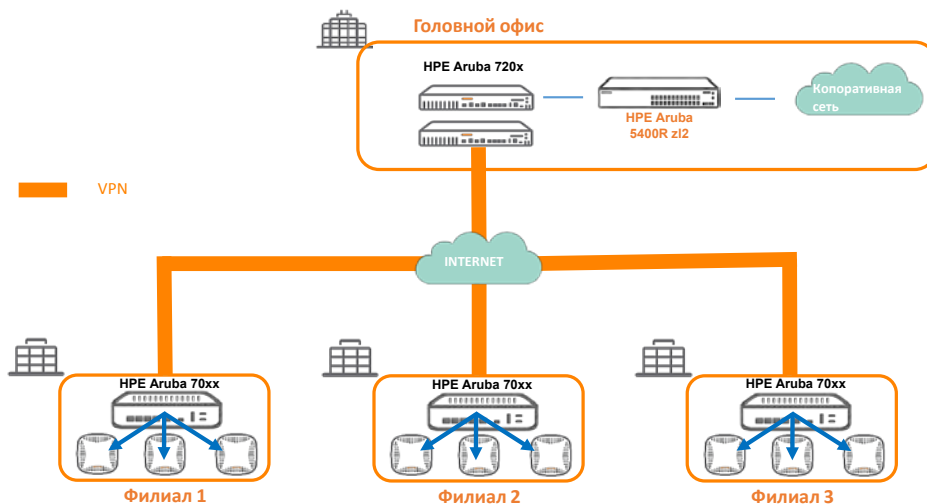 Головной офис
HPE Aruba 720x
HPE Aruba
5400R zl2
Копоративная
сеть
VPN
INTERNET
HPE Aruba 70xx
HPE Aruba 70xx
HPE Aruba 70xx
Филиал 1
Филиал 2
Филиал 3